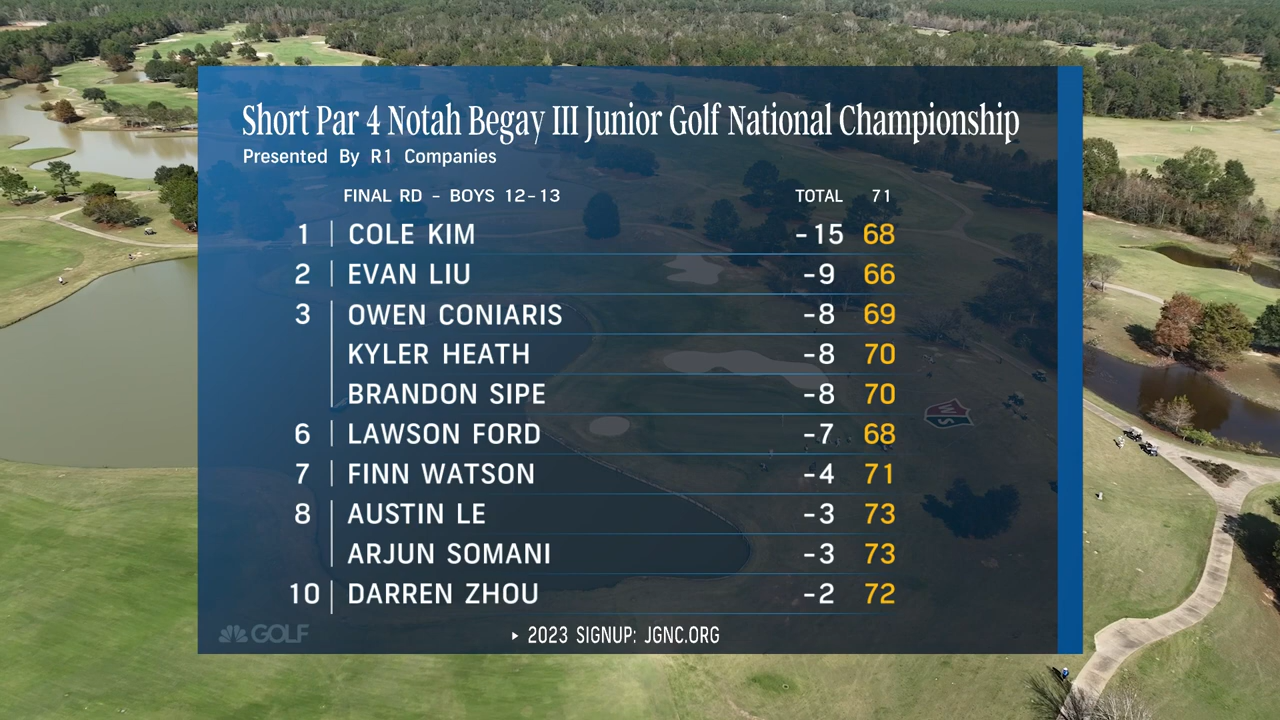 Short Par 4 Notah Begay III Junior Golf National Championship
Presented By R1 Companies
FINAL RD - BOYS 12-13 TOTAL 71
1 COLE KIM -15 68
2 EVAN LIU -9 66
3 OWEN CONIARIS -8 69
KYLER HEATH -8 70
BRANDON SIPE -8 70
6 LAWSON FORD -7 68
7 FINN WATSON -4 71
8 AUSTIN LE -3 73
ARJUN SOMANI -3 73
10 DARREN ZHOU -2 72
GOLF
▸ 2023 SIGNUP: JGNC.ORG